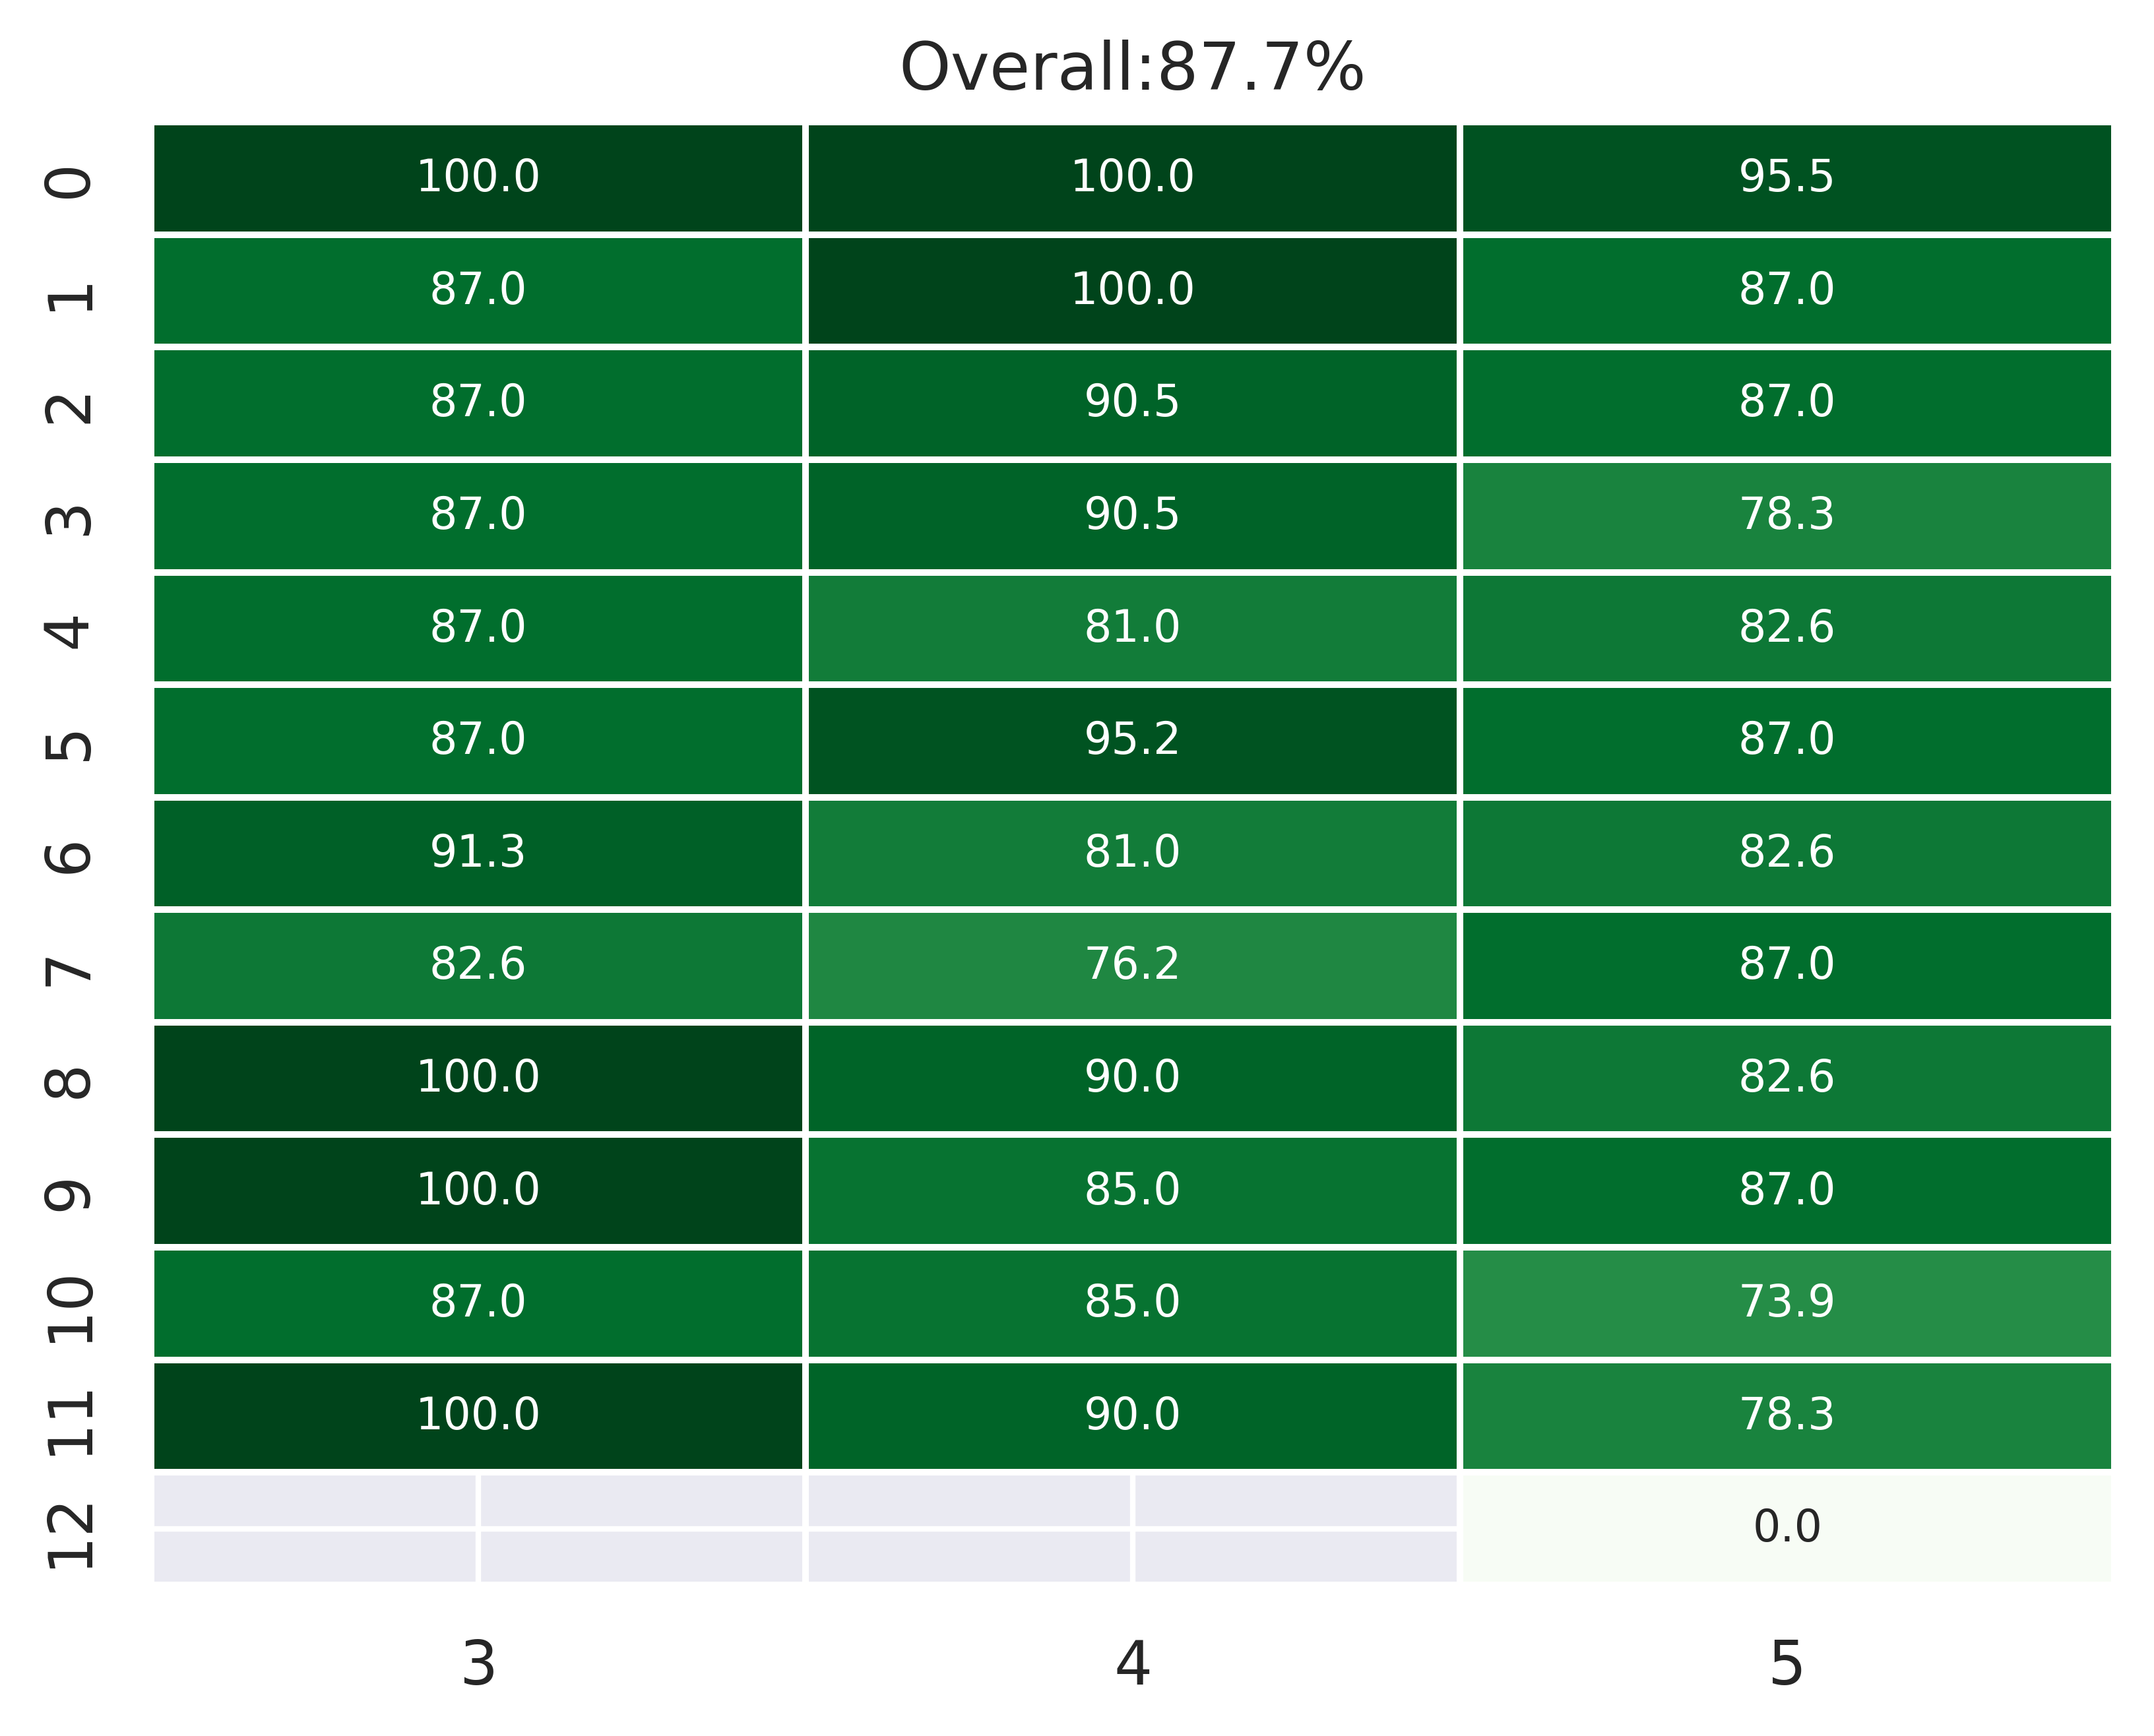 Overall:87.7%
0 100.0 100.0 95.5
1 87.0 100.0 87.0
2 87.0 90.5 87.0
3 87.0 90.5 78.3
4 87.0 81.0 82.6
5 87.0 95.2 87.0
6 91.3 81.0 82.6
7 82.6 76.2 87.0
8 100.0 90.0 82.6
9 100.0 85.0 87.0
10 87.0 85.0 73.9
11 100.0 90.0 78.3
12 0.0
3 4 5